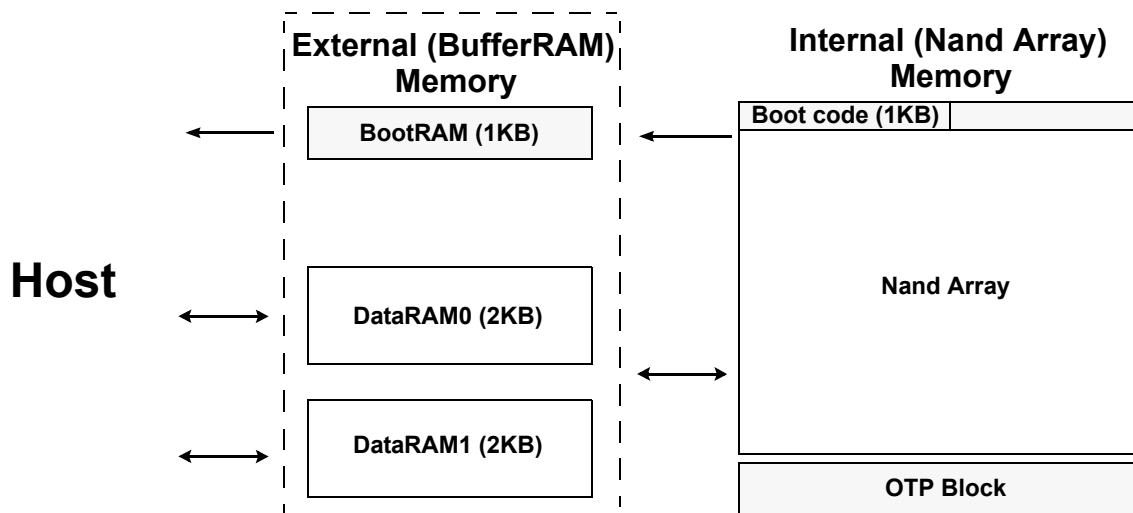 External (BufferRAM)
Memory
Internal (Nand Array)
Memory
BootRAM (1KB)
Boot code (1KB)
Host
DataRAM0 (2KB)
Nand Array
DataRAM1 (2KB)
OTP Block